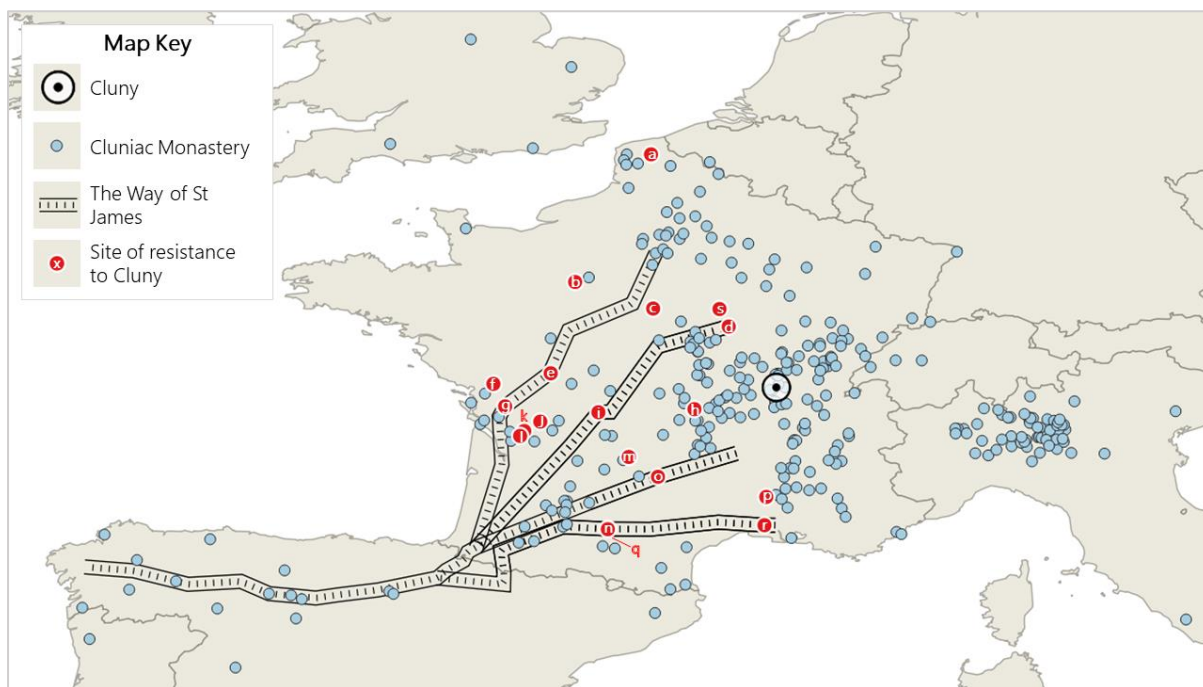 Map Key
Cluny
Cluniac Monastery
The Way of St
James
x
Site of resistance
to Cluny
a
b
c
s
d
e
f
g
h
k
J
i
l
m
o
p
n
r
q